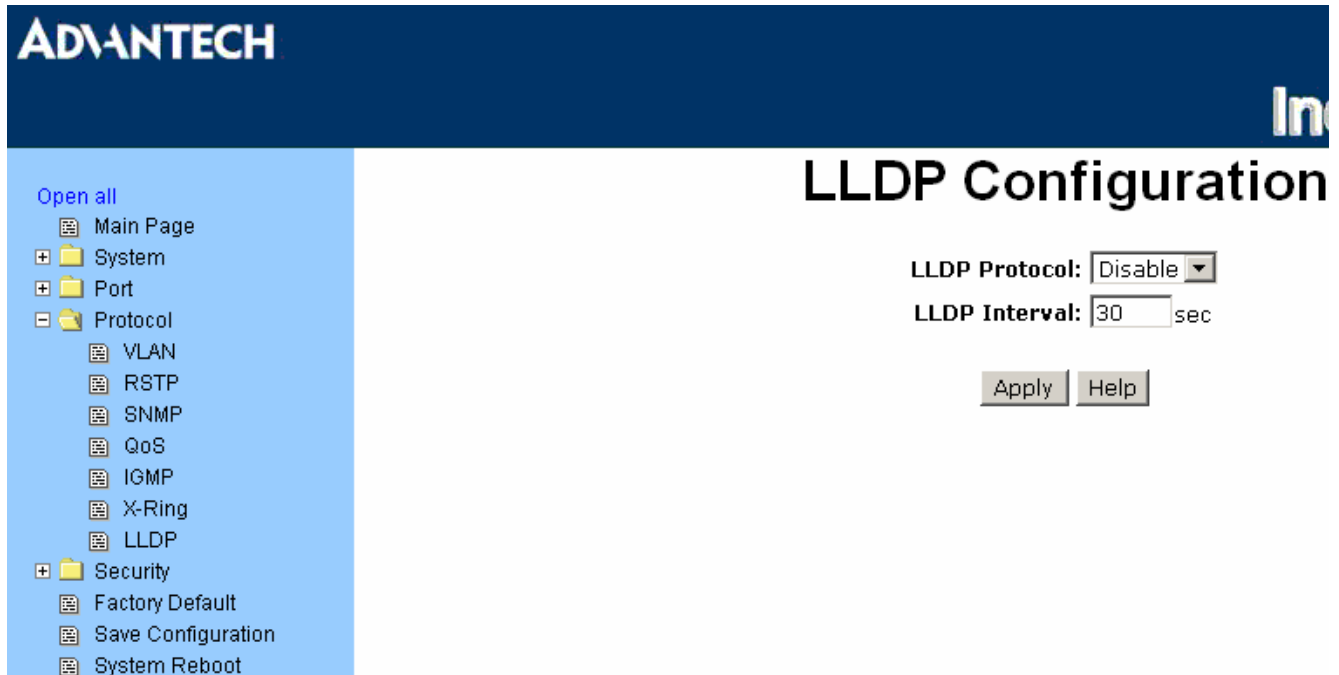 ADVANTECH
LLDP Configuration
Open all
Main Page
System
Port
Protocol
VLAN
RSTP
SNMP
QoS
IGMP
X-Ring
LLDP
Security
Factory Default
Save Configuration
System Reboot
LLDP Protocol: Disable
LLDP Interval: 30 sec
Apply Help